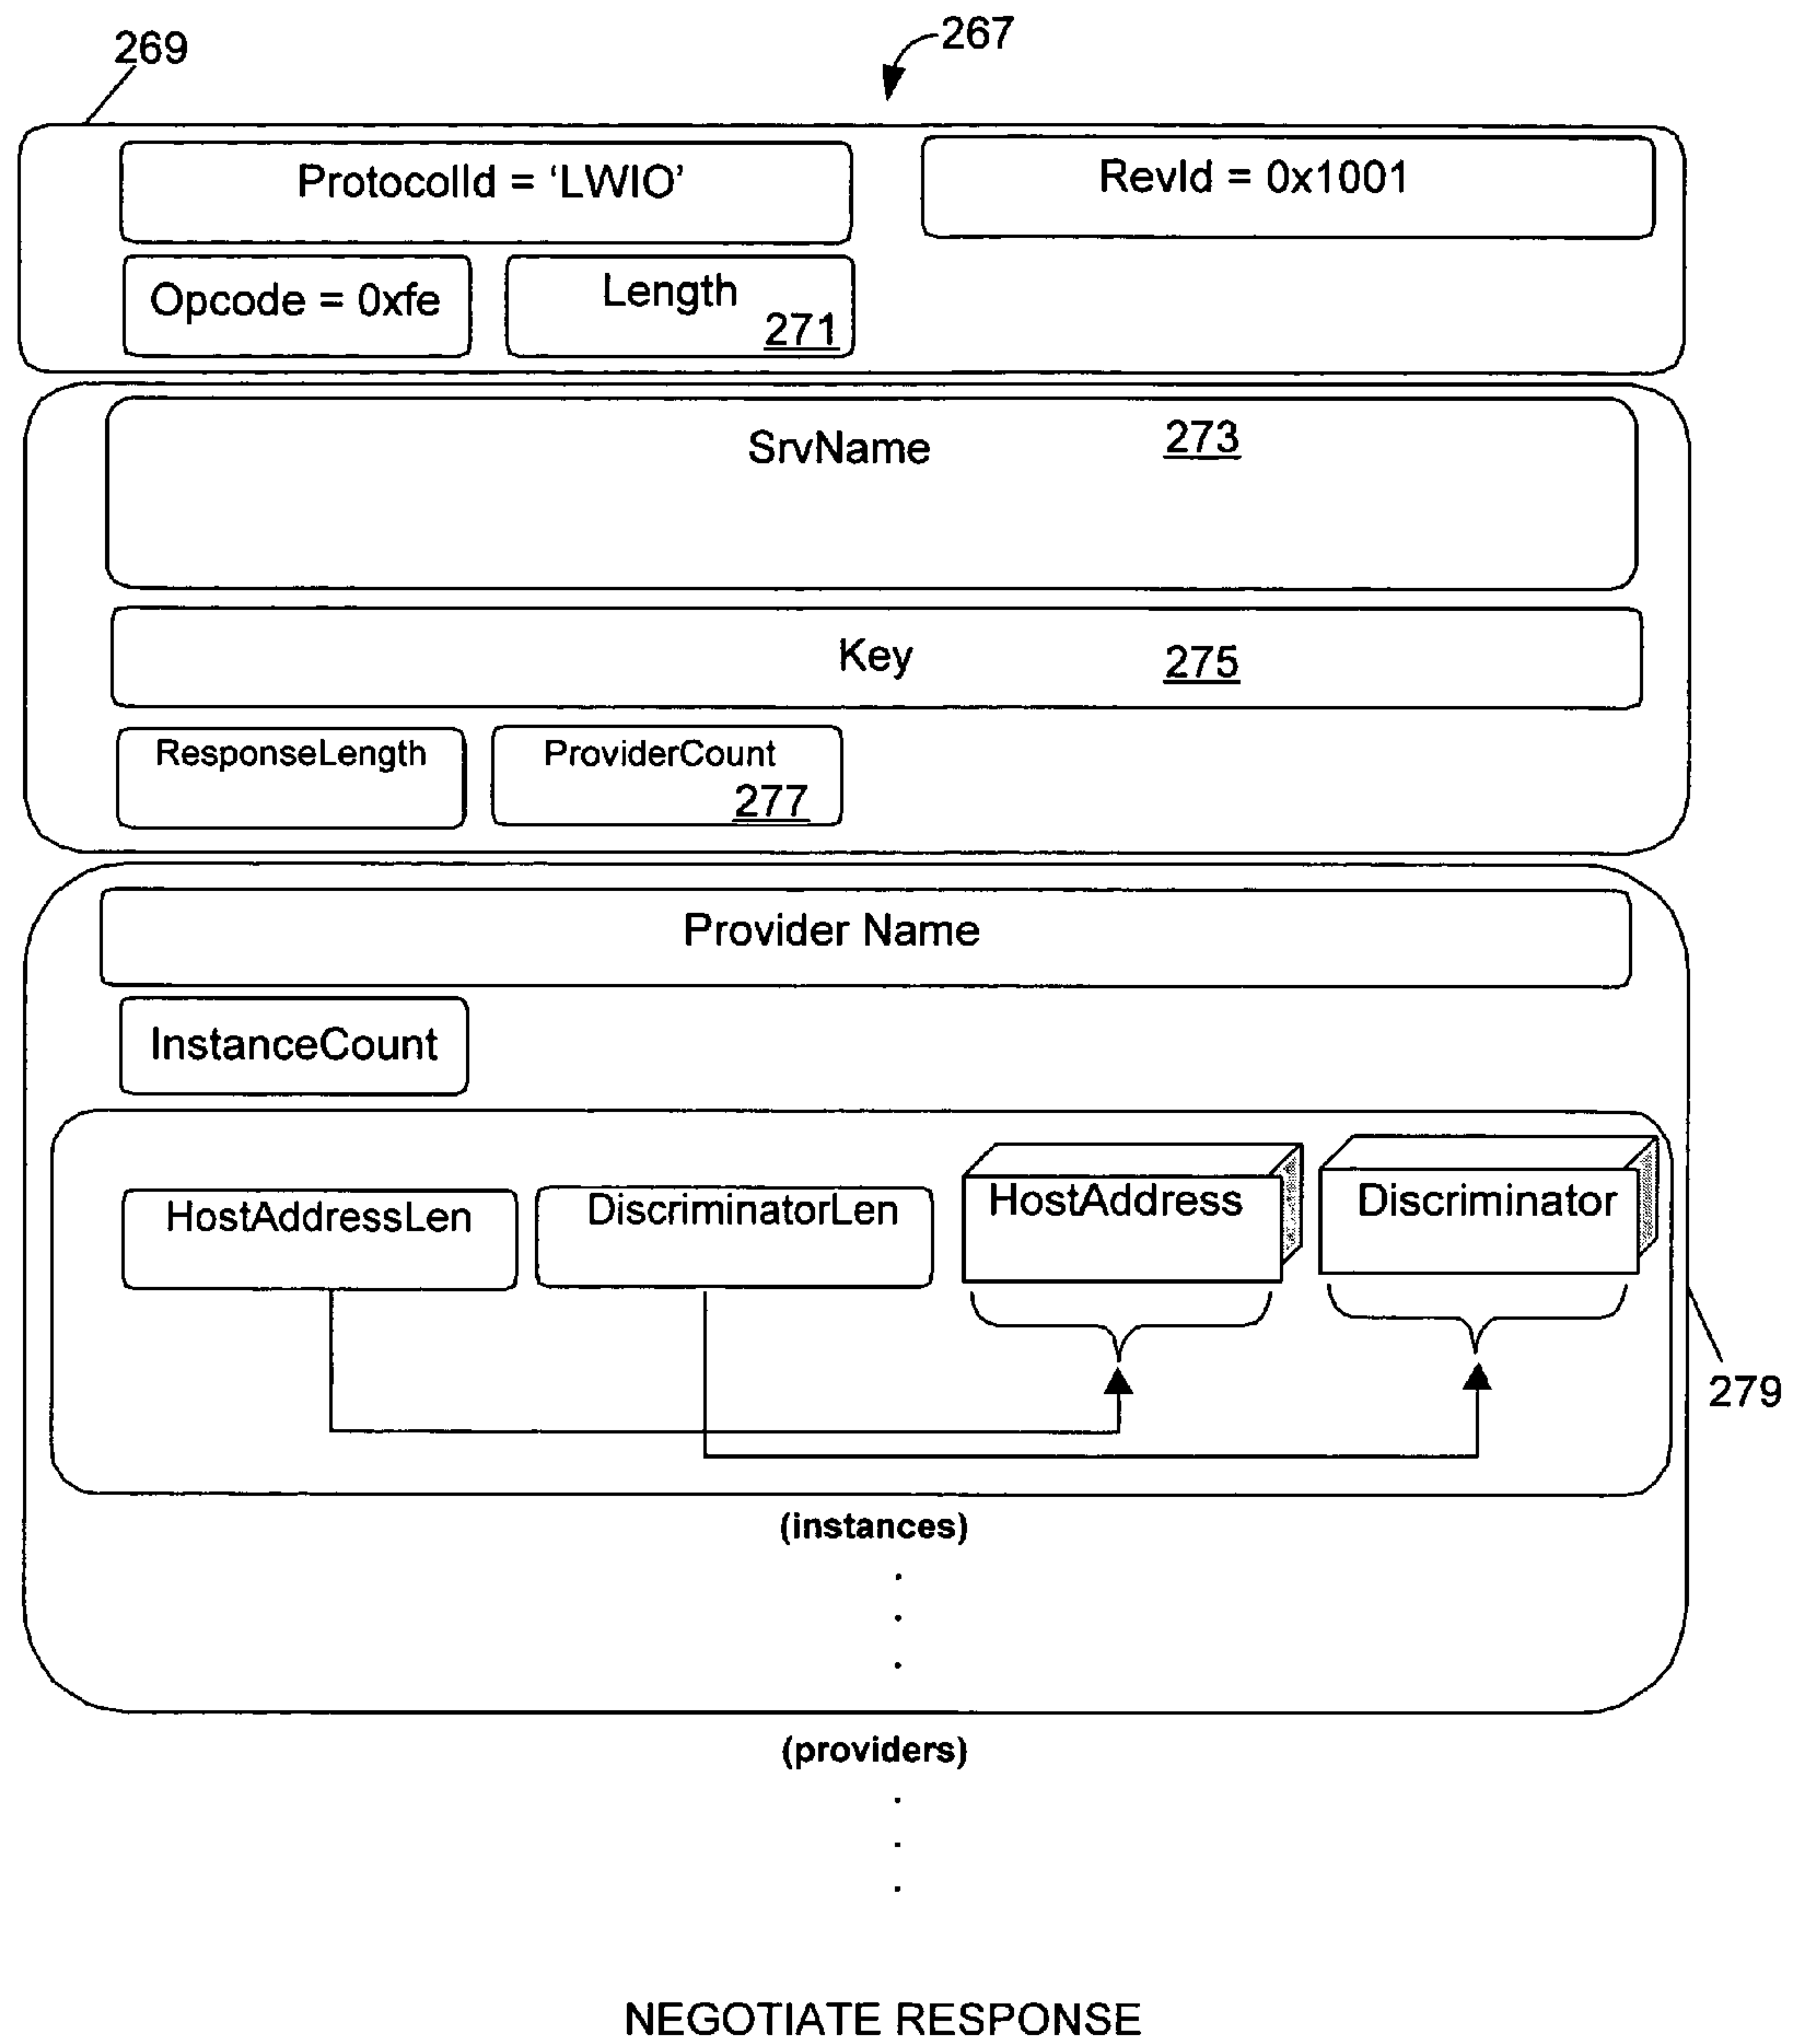 269
267
ProtocolId = ‘LWIO’
RevId = 0x1001
Opcode = 0xfe
Length
271
SrvName
273
Key
275
ResponseLength
ProviderCount
277
Provider Name
InstanceCount
HostAddressLen
DiscriminatorLen
HostAddress
Discriminator
279
(instances)
(providers)
NEGOTIATE RESPONSE